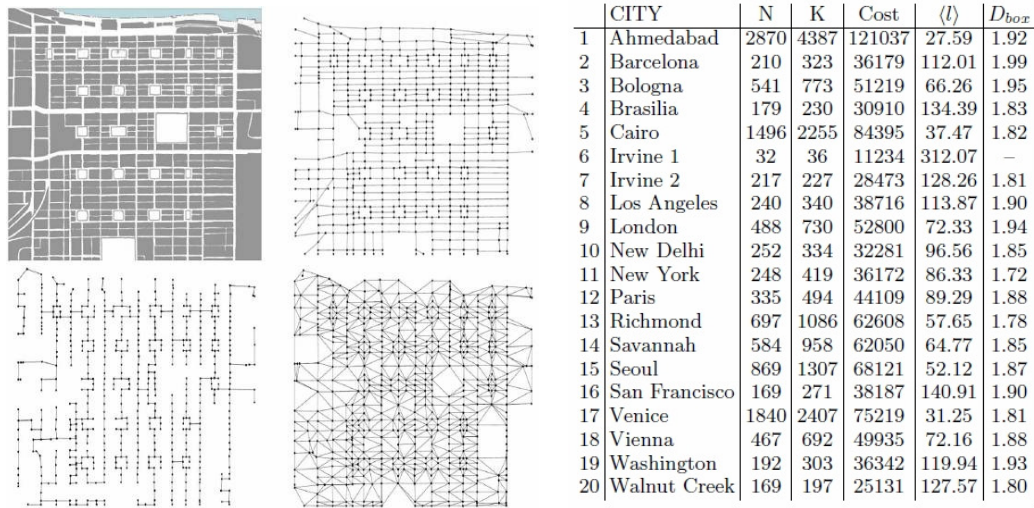 CITY N K Cost ⟨l⟩ D_box
1 Ahmedabad 2870 4387 121037 27.59 1.92
2 Barcelona 210 323 36179 112.01 1.99
3 Bologna 541 773 51219 66.26 1.95
4 Brasilia 179 230 30910 134.39 1.83
5 Cairo 1496 2255 84395 37.47 1.82
6 Irvine 1 32 36 11234 312.07 –
7 Irvine 2 217 227 28473 128.26 1.81
8 Los Angeles 240 340 38716 113.87 1.90
9 London 488 730 52800 72.33 1.94
10 New Delhi 252 334 32281 96.56 1.85
11 New York 248 419 36172 86.33 1.72
12 Paris 335 494 44109 89.29 1.88
13 Richmond 697 1086 62608 57.65 1.78
14 Savannah 584 958 62050 64.77 1.85
15 Seoul 869 1307 68121 52.12 1.87
16 San Francisco 169 271 38187 140.91 1.90
17 Venice 1840 2407 75219 31.25 1.81
18 Vienna 467 692 49935 72.16 1.88
19 Washington 192 303 36342 119.94 1.93
20 Walnut Creek 169 197 25131 127.57 1.80